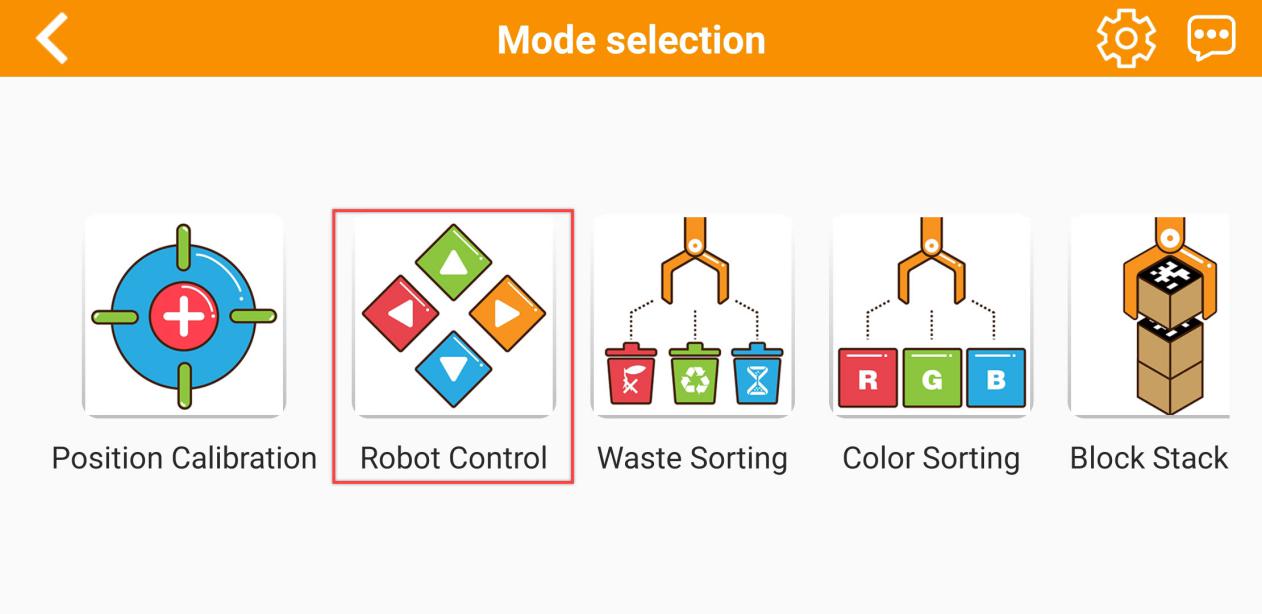 Mode selection
R G B
Position Calibration
Robot Control
Waste Sorting
Color Sorting
Block Stack